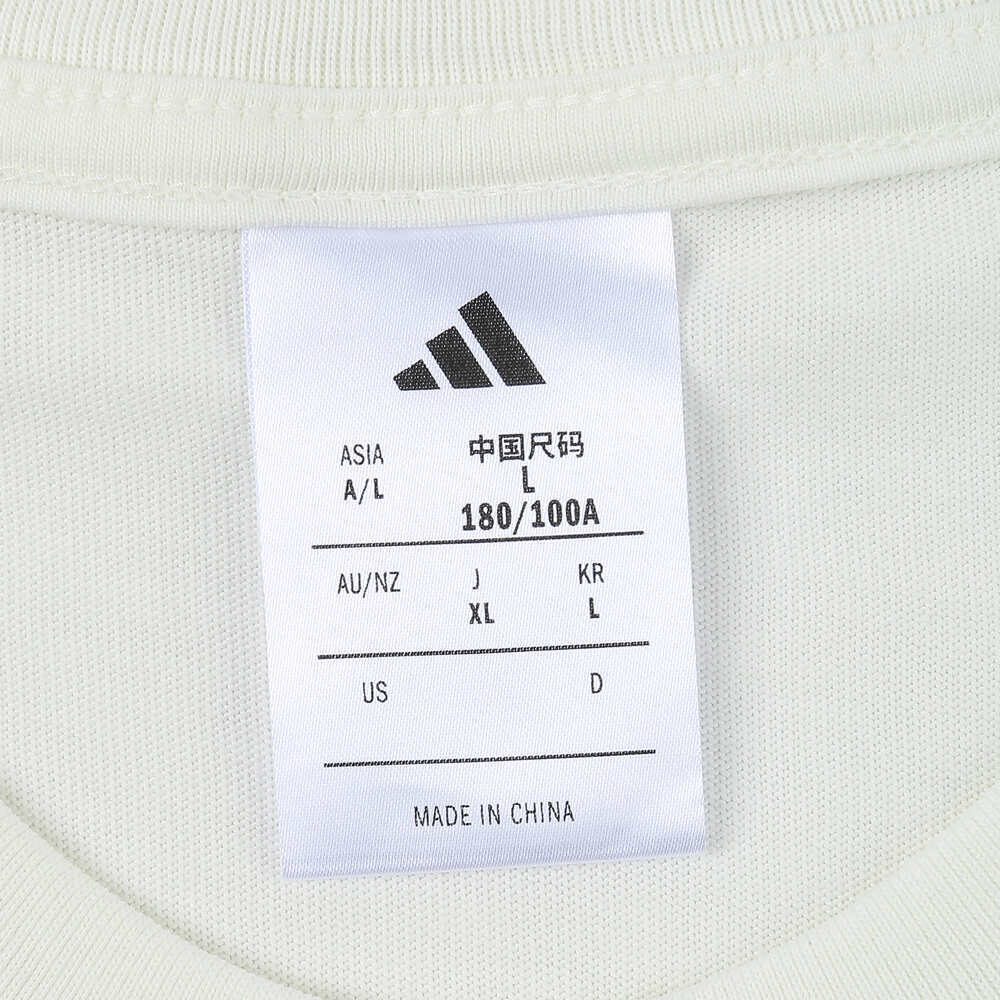 ASIA
A/L
中国尺码
L
180/100A
AU/NZ J KR
XL L
US D
MADE IN CHINA